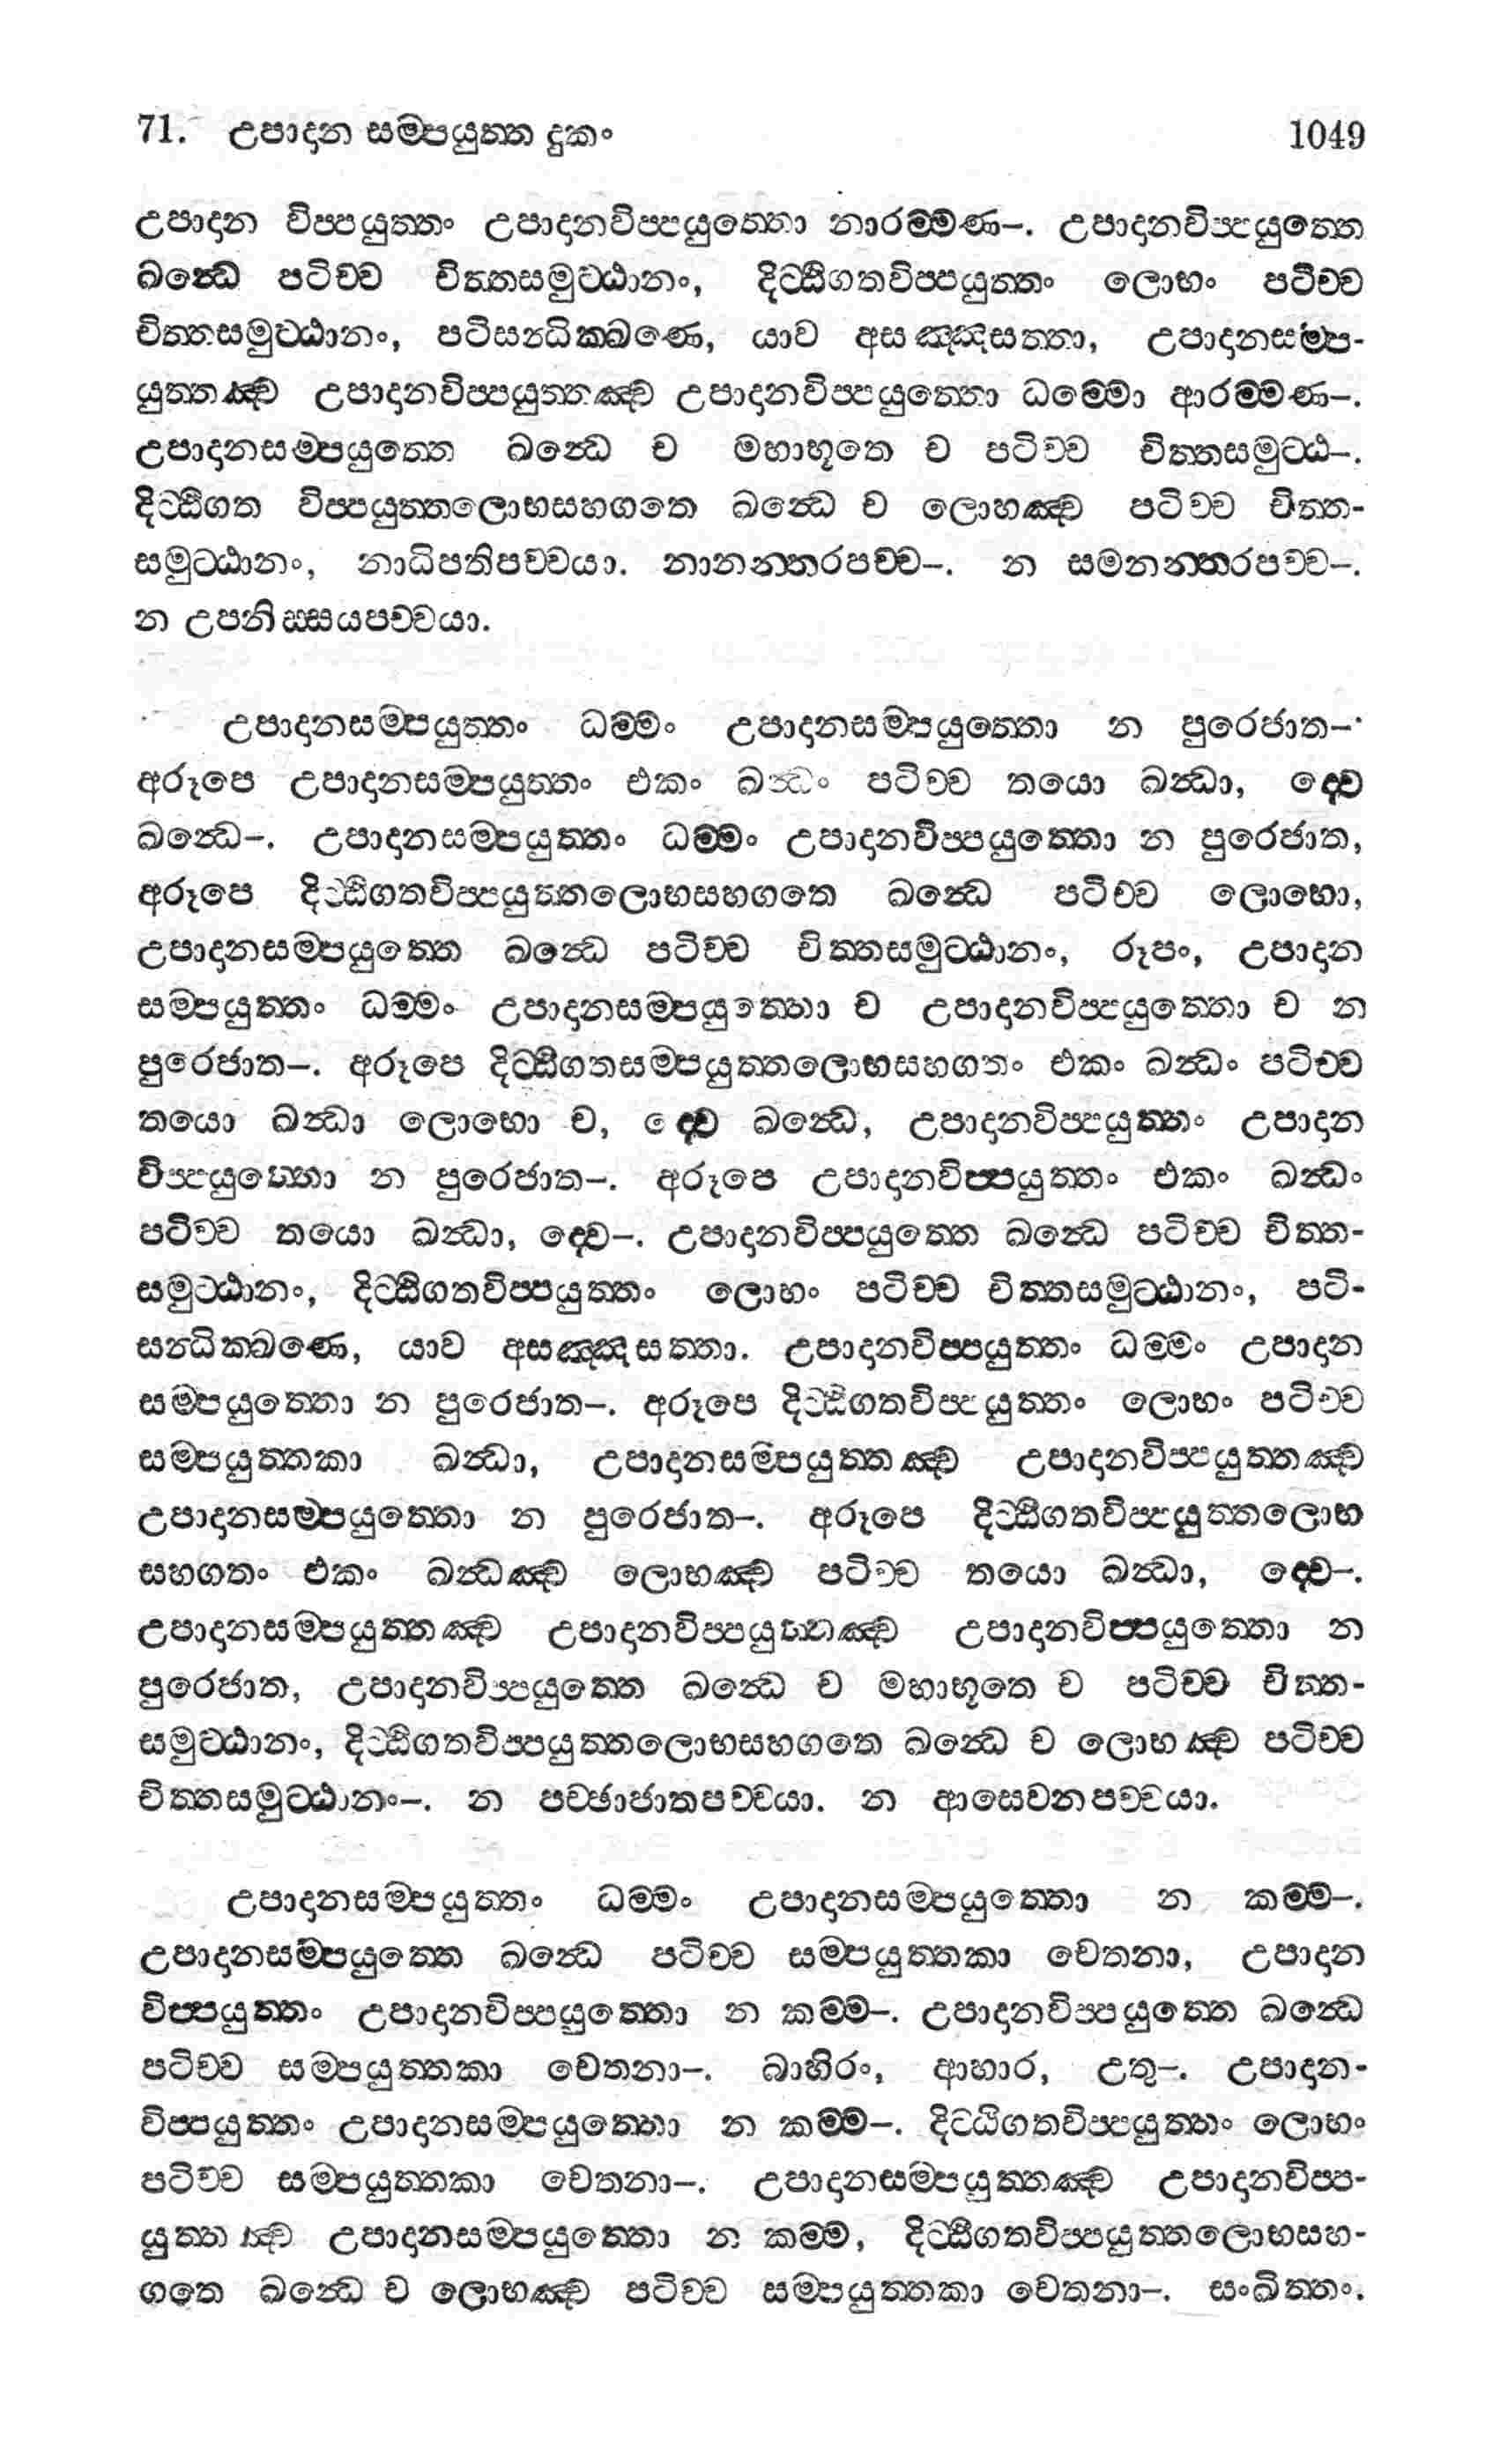 71. උපාදාන සම්පයුත්ත දුකං 1049
උපාදාන විප්පයුත්තං උපාදානවිප්පයුත්තො නාරම්මණ–. උපාදානවිප්පයුත්තෙ
ඛන්ධෙ පටිච්ච චිත්තසමුට්ඨානං, දිට්ඨිගතවිප්පයුත්තං ලොභං පටිච්ච
චිත්තසමුට්ඨානං, පටිසන්ධික්ඛණෙ, යාව අසඤ්ඤසත්තා, උපාදානසම්ප-
යුත්තඤ්ච උපාදානවිප්පයුත්තඤ්ච උපාදානවිප්පයුත්තො ධම්මො ආරම්මණ–.
උපාදානසම්පයුත්තෙ ඛන්ධෙ ච මහාභූතෙ ච පටිච්ච චිත්තසමුට්ඨ–.
දිට්ඨිගත විප්පයුත්තලොභසහගතෙ ඛන්ධෙ ච ලොහඤ්ච පටිච්ච චිත්ත-
සමුට්ඨානං, නාධිපතිපච්චයා. නානන්තරපච්ච–. න සමනන්තරපච්ච–.
න උපනිස්සයපච්චයා.
උපාදානසම්පයුත්තං ධම්මං උපාදානසම්පයුත්තො න පුරෙජාත–·
අරූපෙ උපාදානසම්පයුත්තං එකං ඛන්ධං පටිච්ච තයො ඛන්ධා, ද්වෙ
ඛන්ධෙ–. උපාදානසම්පයුත්තං ධම්මං උපාදානවිප්පයුත්තො න පුරෙජාත,
අරූපෙ දිට්ඨිගතවිප්පයුත්තලොභසහගතෙ ඛන්ධෙ පටිච්ච ලොභො,
උපාදානසම්පයුත්තෙ ඛන්ධෙ පටිච්ච චිත්තසමුට්ඨානං, රූපං, උපාදාන
සම්පයුත්තං ධම්මං උපාදානසම්පයුත්තො ච උපාදානවිප්පයුත්තො ච න
පුරෙජාත–. අරූපෙ දිට්ඨිගතසම්පයුත්තලොභසහගතං එකං ඛන්ධං පටිච්ච
තයො ඛන්ධා ලොභො ච, ද්වෙ ඛන්ධෙ, උපාදානවිප්පයුත්තං උපාදාන
විප්පයුත්තො න පුරෙජාත–. අරූපෙ උපාදානවිප්පයුත්තං එකං ඛන්ධං
පටිච්ච තයො ඛන්ධා, ද්වෙ–. උපාදානවිප්පයුත්තෙ ඛන්ධෙ පටිච්ච චිත්ත-
සමුට්ඨානං, දිට්ඨිගතවිප්පයුත්තං ලොහං පටිච්ච චිත්තසමුට්ඨානං, පටි-
සන්ධික්ඛණෙ, යාව අසඤ්ඤසත්තා. උපාදානවිප්පයුත්තං ධම්මං උපාදාන
සම්පයුත්තො න පුරෙජාත–. අරූපෙ දිට්ඨිගතවිප්පයුත්තං ලොභං පටිච්ච
සම්පයුත්තකා ඛන්ධා, උපාදානසම්පයුත්තඤ්ච උපාදානවිප්පයුත්තඤ්ච
උපාදානසම්පයුත්තො න පුරෙජාත–. අරූපෙ දිට්ඨිගතවිප්පයුත්තලොභ
සහගතං එකං ඛන්ධඤ්ච ලොභඤ්ච පටිච්ච තයො ඛන්ධා, ද්වෙ–.
උපාදානසම්පයුත්තඤ්ච උපාදානවිප්පයුත්තඤ්ච උපාදානවිප්පයුත්තො න
පුරෙජාත, උපාදානවිප්පයුත්තෙ ඛන්ධෙ ච මහාභූතෙ ච පටිච්ච චිත්ත-
සමුට්ඨානං, දිට්ඨිගතවිප්පයුත්තලොභසහගතෙ ඛන්ධෙ ච ලොභඤ්ච පටිච්ච
චිත්තසමුට්ඨානං–. න පච්ඡාජාතපච්චයා. න ආසෙවනපච්චයා.
උපාදානසම්පයුත්තං ධම්මං උපාදානසම්පයුත්තො න කම්ම–.
උපාදානසම්පයුත්තෙ ඛන්ධෙ පටිච්ච සම්පයුත්තකා චෙතනා, උපාදාන
විප්පයුත්තං උපාදානවිප්පයුත්තො න කම්ම–. උපාදානවිප්පයුත්තෙ ඛන්ධෙ
පටිච්ච සම්පයුත්තකා චෙතනා–. බාහිරං, ආහාර, උතු–. උපාදාන-
විප්පයුත්තං උපාදානසම්පයුත්තො න කම්ම–. දිට්ඨිගතවිප්පයුත්තං ලොභං
පටිච්ච සම්පයුත්තකා චෙතනා–. උපාදානසම්පයුත්තඤ්ච උපාදානවිප්ප-
යුත්තඤ්ච උපාදානසම්පයුත්තො න කම්ම, දිට්ඨිගතවිප්පයුත්තලොභසහ-
ගතෙ ඛන්ධෙ ච ලොභඤ්ච පටිච්ච සම්පයුත්තකා චෙතනා–. සංඛිත්තං.